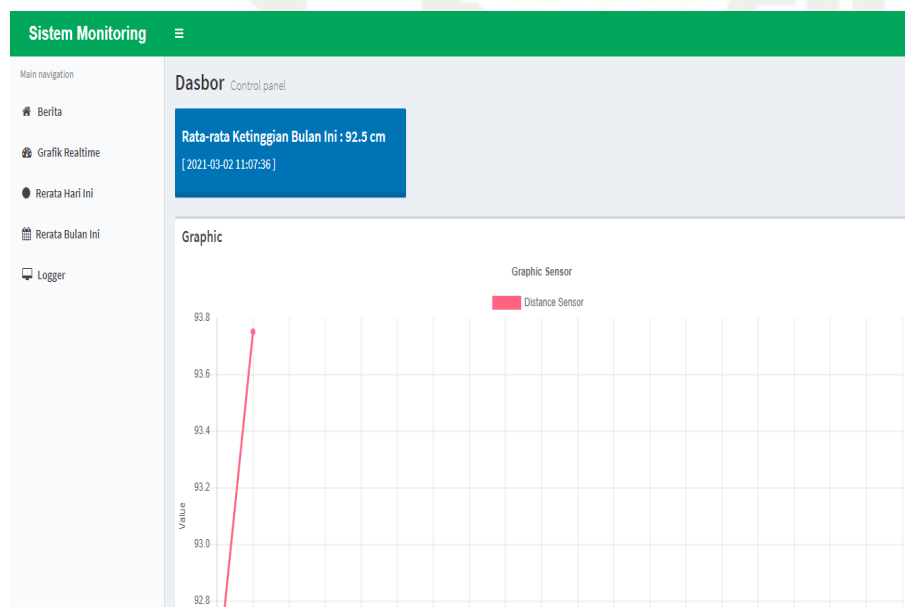 Sistem Monitoring
Main navigation
Berita
Grafik Realtime
Rerata Hari Ini
Rerata Bulan Ini
Logger
Dasbor Control panel
Rata-rata Ketinggian Bulan Ini : 92.5 cm
[ 2021-03-02 11:07:36 ]
Graphic
Graphic Sensor
Distance Sensor
93.8
93.6
93.4
93.2
93.0
92.8
Value